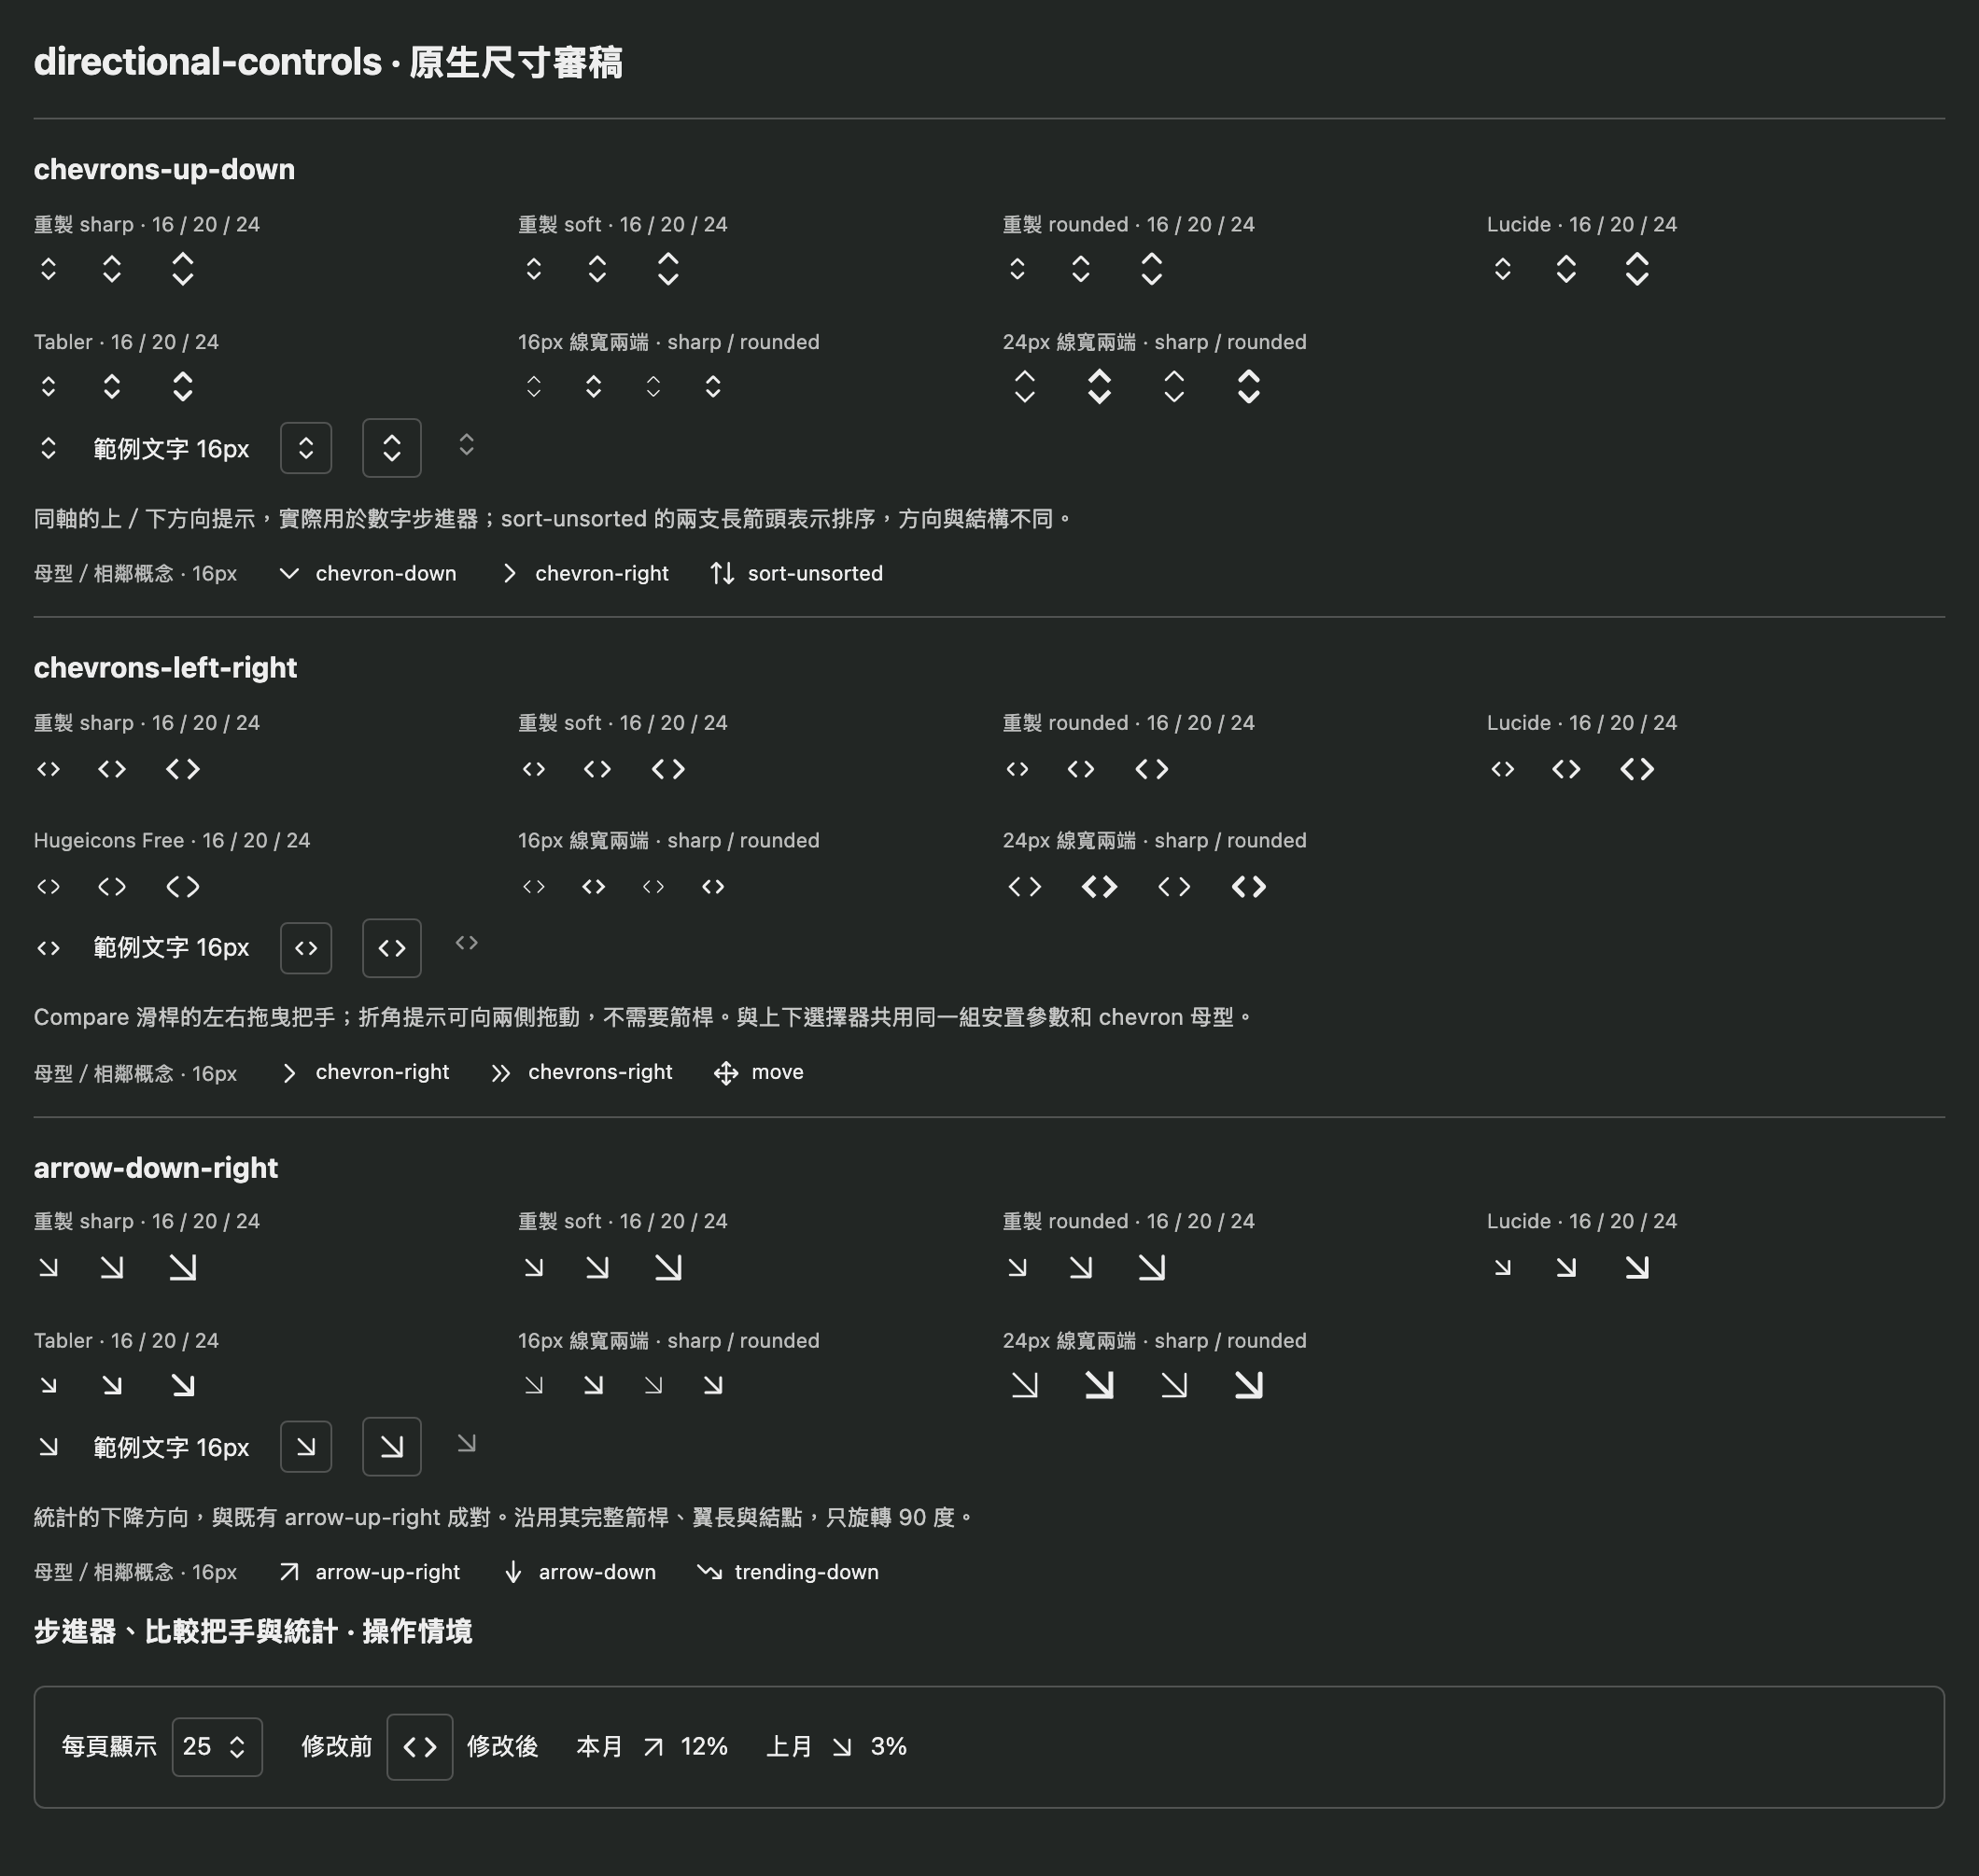 directional-controls · 原生尺寸審稿
chevrons-up-down
重製 sharp · 16 / 20 / 24
重製 soft · 16 / 20 / 24
重製 rounded · 16 / 20 / 24
Lucide · 16 / 20 / 24
Tabler · 16 / 20 / 24
16px 線寬兩端 · sharp / rounded
24px 線寬兩端 · sharp / rounded
範例文字 16px
同軸的上 / 下方向提示，實際用於數字步進器；sort-unsorted 的兩支長箭頭表示排序，方向與結構不同。
母型 / 相鄰概念 · 16px chevron-down chevron-right sort-unsorted
chevrons-left-right
重製 sharp · 16 / 20 / 24
重製 soft · 16 / 20 / 24
重製 rounded · 16 / 20 / 24
Lucide · 16 / 20 / 24
Hugeicons Free · 16 / 20 / 24
16px 線寬兩端 · sharp / rounded
24px 線寬兩端 · sharp / rounded
範例文字 16px
Compare 滑桿的左右拖曳把手；折角提示可向兩側拖動，不需要箭桿。與上下選擇器共用同一組安置參數和 chevron 母型。
母型 / 相鄰概念 · 16px chevron-right chevrons-right move
arrow-down-right
重製 sharp · 16 / 20 / 24
重製 soft · 16 / 20 / 24
重製 rounded · 16 / 20 / 24
Lucide · 16 / 20 / 24
Tabler · 16 / 20 / 24
16px 線寬兩端 · sharp / rounded
24px 線寬兩端 · sharp / rounded
範例文字 16px
統計的下降方向，與既有 arrow-up-right 成對。沿用其完整箭桿、翼長與結點，只旋轉 90 度。
母型 / 相鄰概念 · 16px arrow-up-right arrow-down trending-down
步進器、比較把手與統計 · 操作情境
每頁顯示 25 修改前 修改後 本月 12% 上月 3%